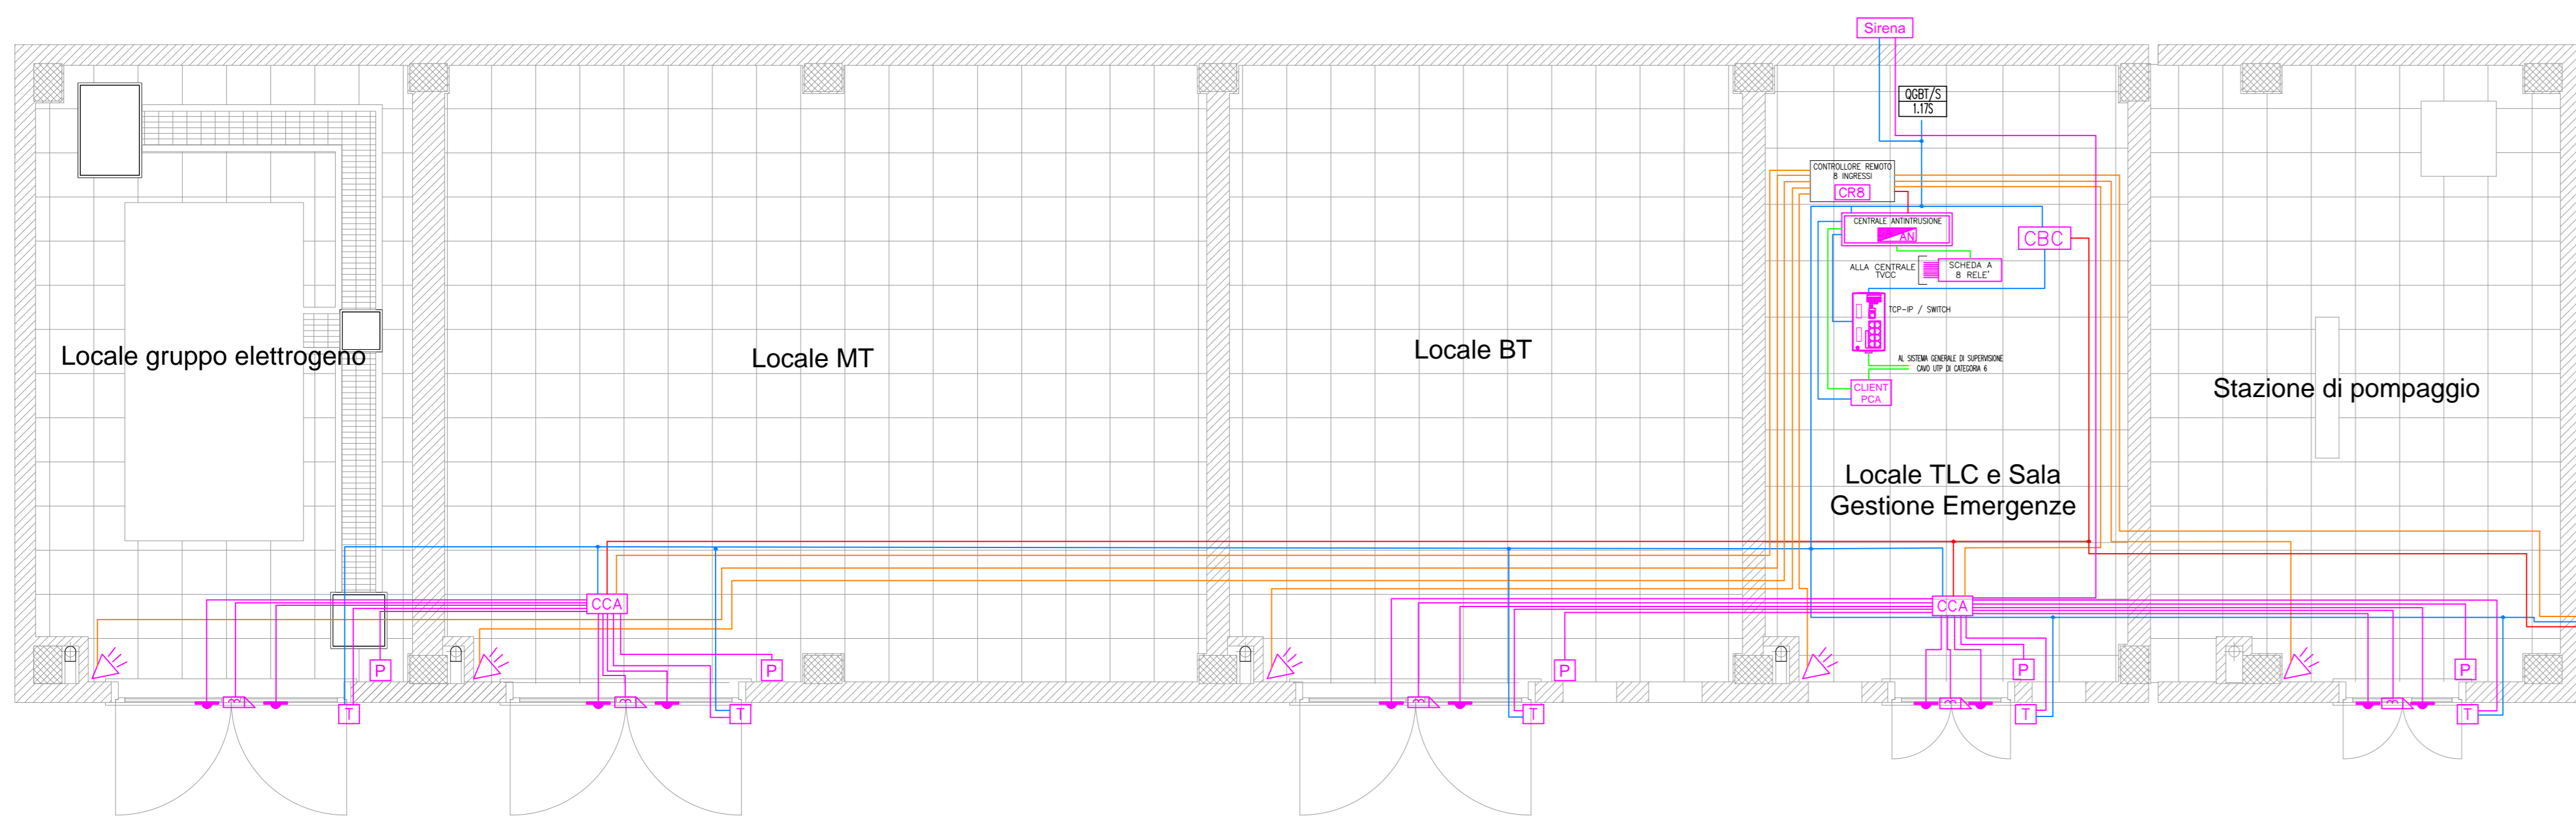 Sirena
QGBT/S
1.17S
CONTROLLORE REMOTO
8 INGRESSI
CR8
CENTRALE ANTINTRUSIONE
AN
CBC
ALLA CENTRALE
TVCC
SCHEDA A
8 RELE'
TCP-IP / SWITCH
AL SISTEMA GENERALE DI SUPERVISIONE
CAVO UTP DI CATEGORIA 6
CLIENT
PCA
Locale gruppo elettrogeno
Locale MT
Locale BT
Stazione di pompaggio
Locale TLC e Sala
Gestione Emergenze
CCA
CCA
P
P
P
P
P
T
T
T
T
T